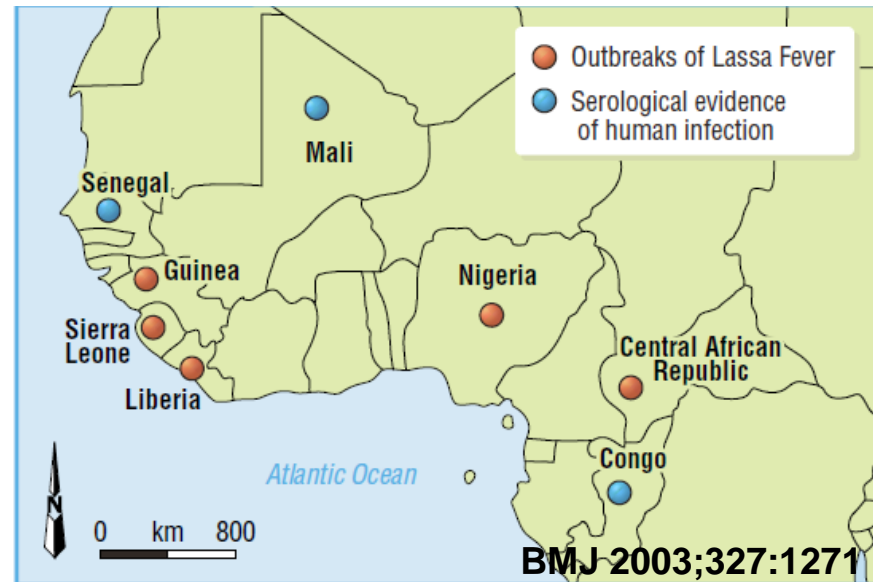 Outbreaks of Lassa Fever
Serological evidence
of human infection
Mali
Senegal
Guinea
Nigeria
Sierra
Leone
Central African
Republic
Liberia
Congo
Atlantic Ocean
N
0 km 800
BMJ 2003;327:1271